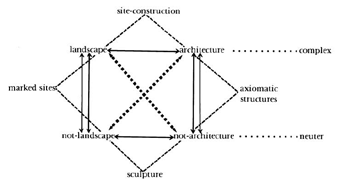 site-construction
landscape architecture complex
marked sites axiomatic
structures
not-landscape not-architecture neuter
sculpture